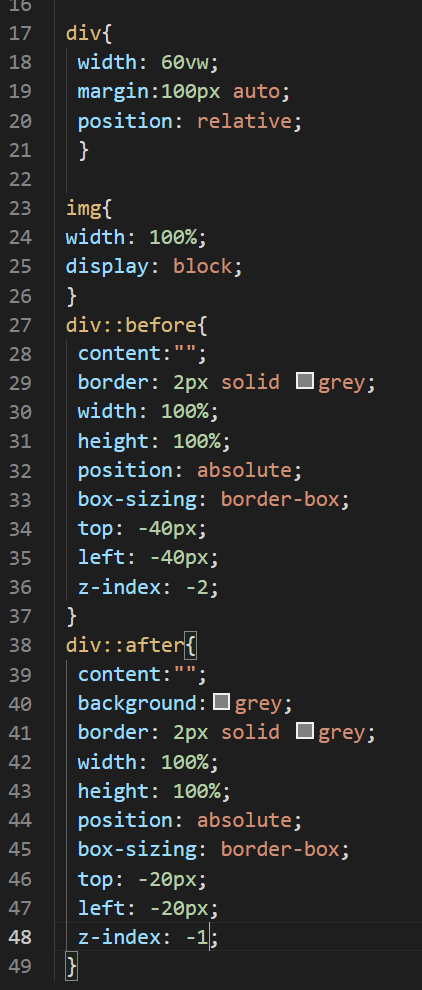 16
17 div{
18 width: 60vw;
19 margin:100px auto;
20 position: relative;
21 }
22
23 img{
24 width: 100%;
25 display: block;
26 }
27 div::before{
28 content:"";
29 border: 2px solid grey;
30 width: 100%;
31 height: 100%;
32 position: absolute;
33 box-sizing: border-box;
34 top: -40px;
35 left: -40px;
36 z-index: -2;
37 }
38 div::after{
39 content:"";
40 background:grey;
41 border: 2px solid grey;
42 width: 100%;
43 height: 100%;
44 position: absolute;
45 box-sizing: border-box;
46 top: -20px;
47 left: -20px;
48 z-index: -1;
49 }